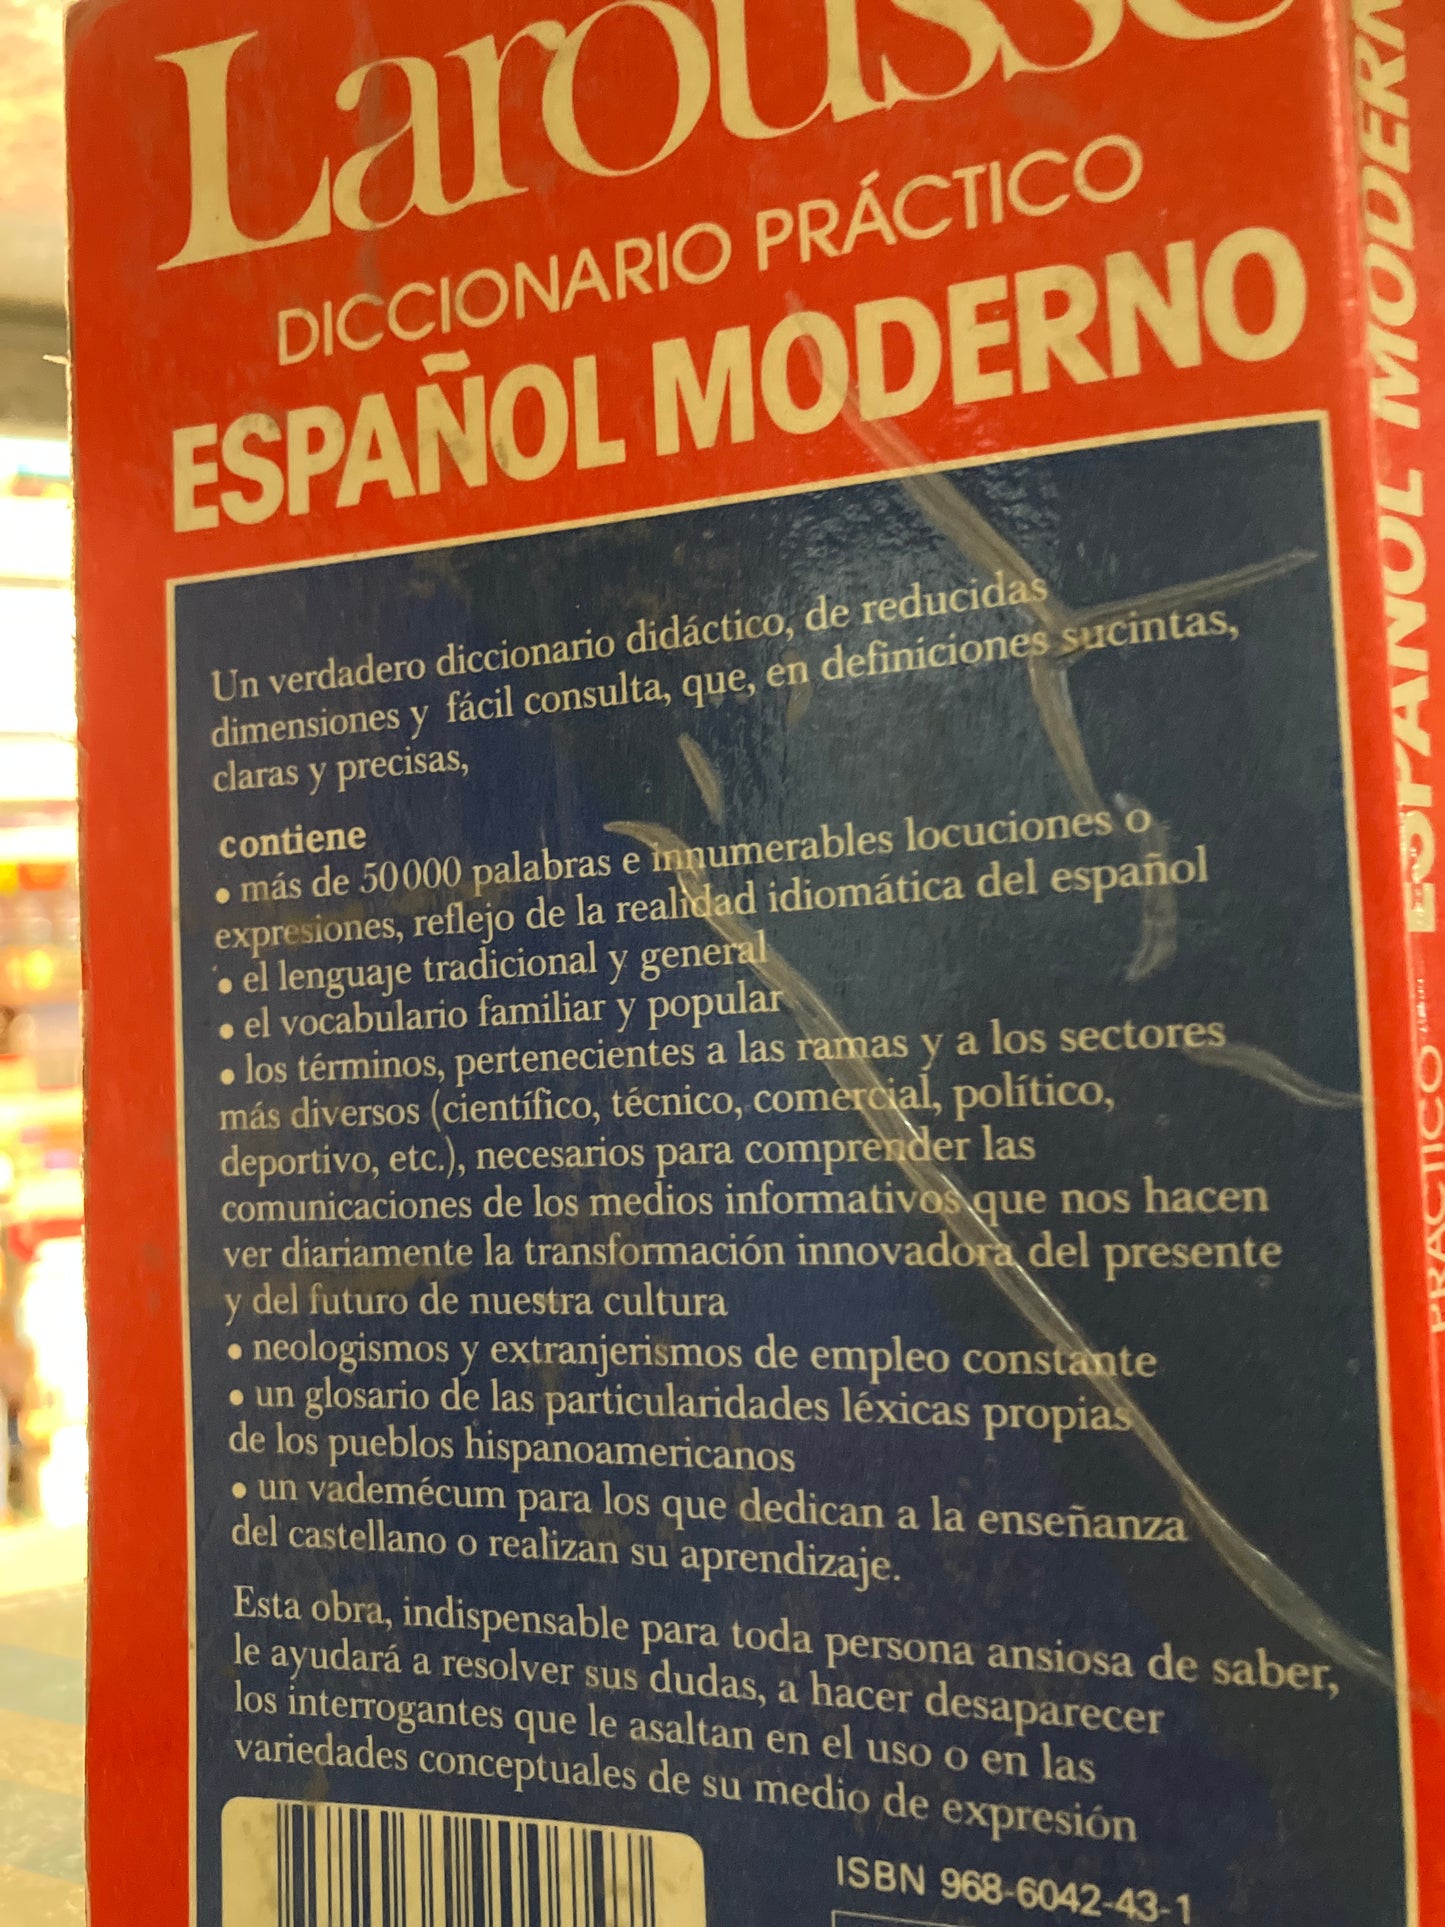 Larousse
DICCIONARIO PRÁCTICO
ESPAÑOL MODERNO
Un verdadero diccionario didáctico, de reducidas
dimensiones y fácil consulta, que, en definiciones sucintas,
claras y precisas,
contiene
• más de 50 000 palabras e innumerables locuciones o
expresiones, reflejo de la realidad idiomática del español
• el lenguaje tradicional y general
• el vocabulario familiar y popular
• los términos, pertenecientes a las ramas y a los sectores
más diversos (científico, técnico, comercial, político,
deportivo, etc.), necesarios para comprender las
comunicaciones de los medios informativos que nos hacen
ver diariamente la transformación innovadora del presente
y del futuro de nuestra cultura
• neologismos y extranjerismos de empleo constante
• un glosario de las particularidades léxicas propias
de los pueblos hispanoamericanos
• un vademécum para los que dedican a la enseñanza
del castellano o realizan su aprendizaje.
Esta obra, indispensable para toda persona ansiosa de saber,
le ayudará a resolver sus dudas, a hacer desaparecer
los interrogantes que le asaltan en el uso o en las
variedades conceptuales de su medio de expresión
ISBN 968-6042-43-1
PRÁCTICO ESPAÑOL MODERN